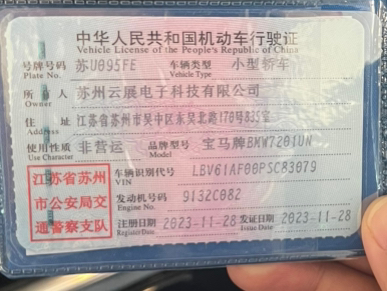 中华人民共和国机动车行驶证
Vehicle License of the People's Republic of China
号牌号码 苏U095FE 车辆类型 小型轿车
Plate No. Vehicle Type
所有人 苏州云展电子科技有限公司
Owner
住址 江苏省苏州市吴中区东吴北路170号835室
Address
使用性质 非营运 品牌型号 宝马牌BMW7201UN
Use Character Model
江苏省苏州市公安局交通警察支队
车辆识别代号 LBV61AF00PSC83079
VIN
发动机号码 9132C082
Engine No.
注册日期 2023-11-28 发证日期 2023-11-28
Register Date Issue Date